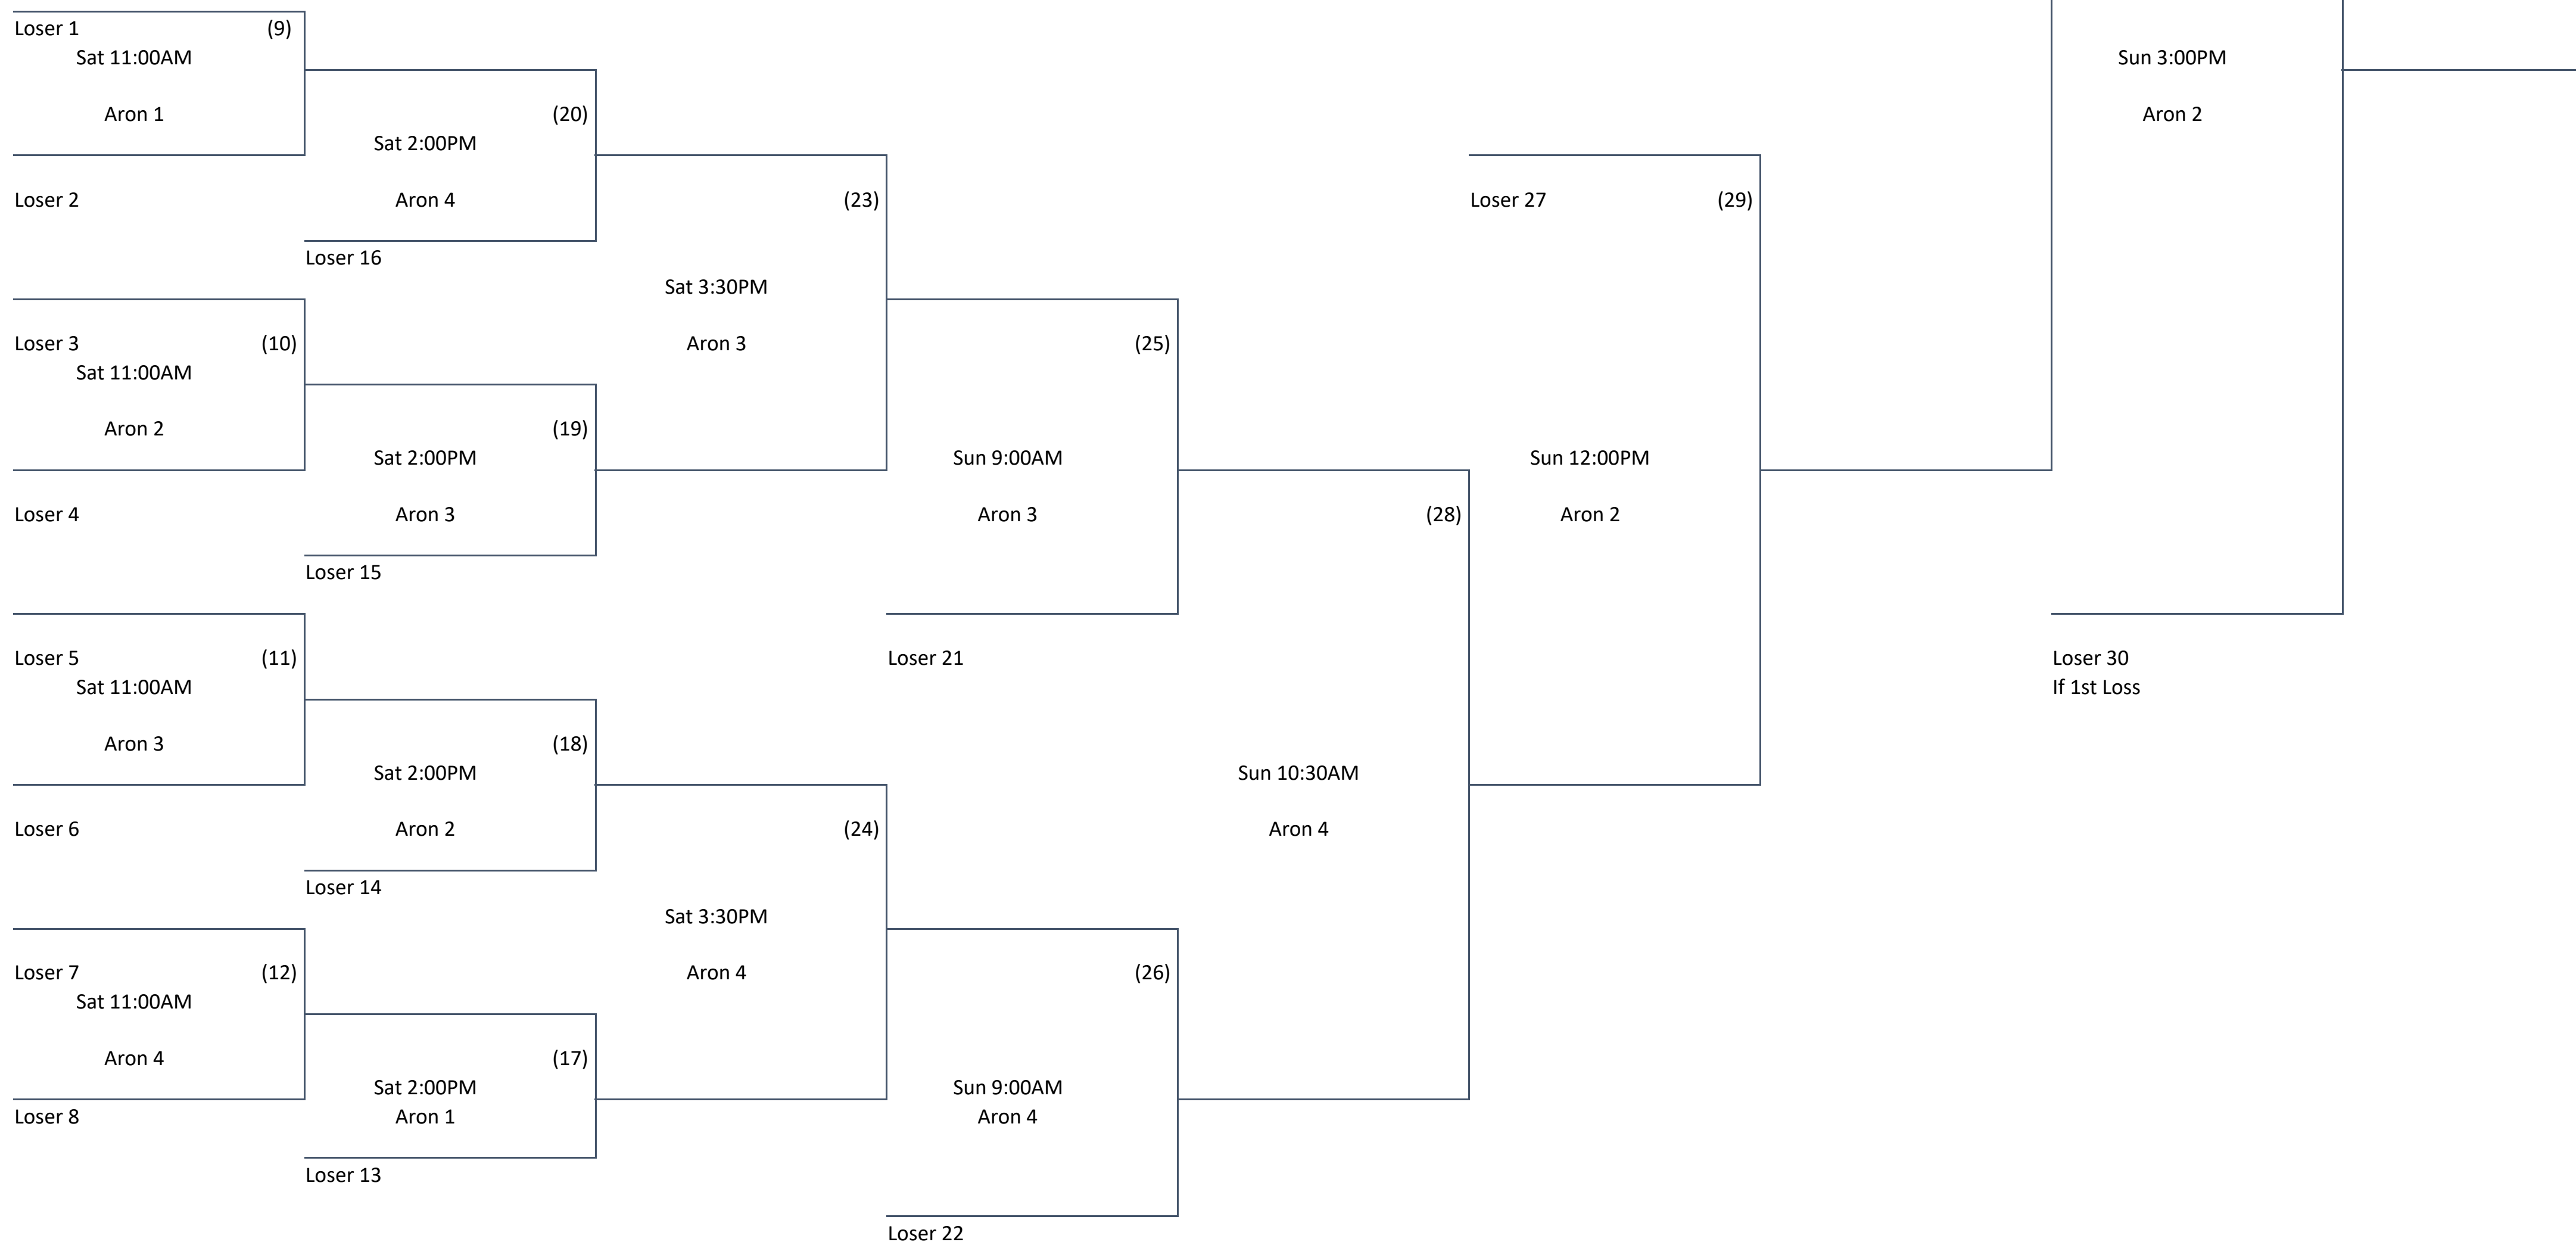 Loser 1 (9)
Sat 11:00AM
Aron 1
Loser 2
Loser 3 (10)
Sat 11:00AM
Aron 2
Loser 4
Loser 5 (11)
Sat 11:00AM
Aron 3
Loser 6
Loser 7 (12)
Sat 11:00AM
Aron 4
Loser 8
(20)
Sat 2:00PM
Aron 4
Loser 16
(19)
Sat 2:00PM
Aron 3
Loser 15
(18)
Sat 2:00PM
Aron 2
Loser 14
(17)
Sat 2:00PM
Aron 1
Loser 13
(23)
Sat 3:30PM
Aron 3
(24)
Sat 3:30PM
Aron 4
(25)
Sun 9:00AM
Aron 3
Loser 21
(26)
Sun 9:00AM
Aron 4
Loser 22
(28)
Sun 10:30AM
Aron 4
Loser 27 (29)
Sun 12:00PM
Aron 2
Sun 3:00PM
Aron 2
Loser 30
If 1st Loss